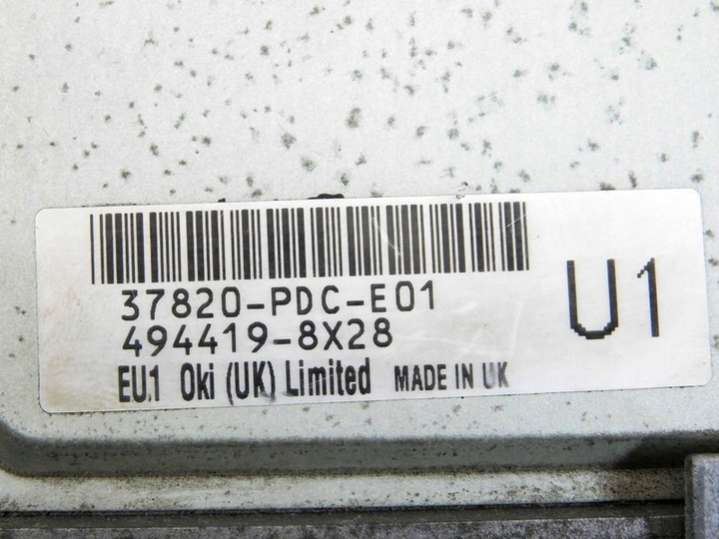 37820-PDC-E01
494419-8X28
U1
EU1 Oki (UK) Limited MADE IN UK